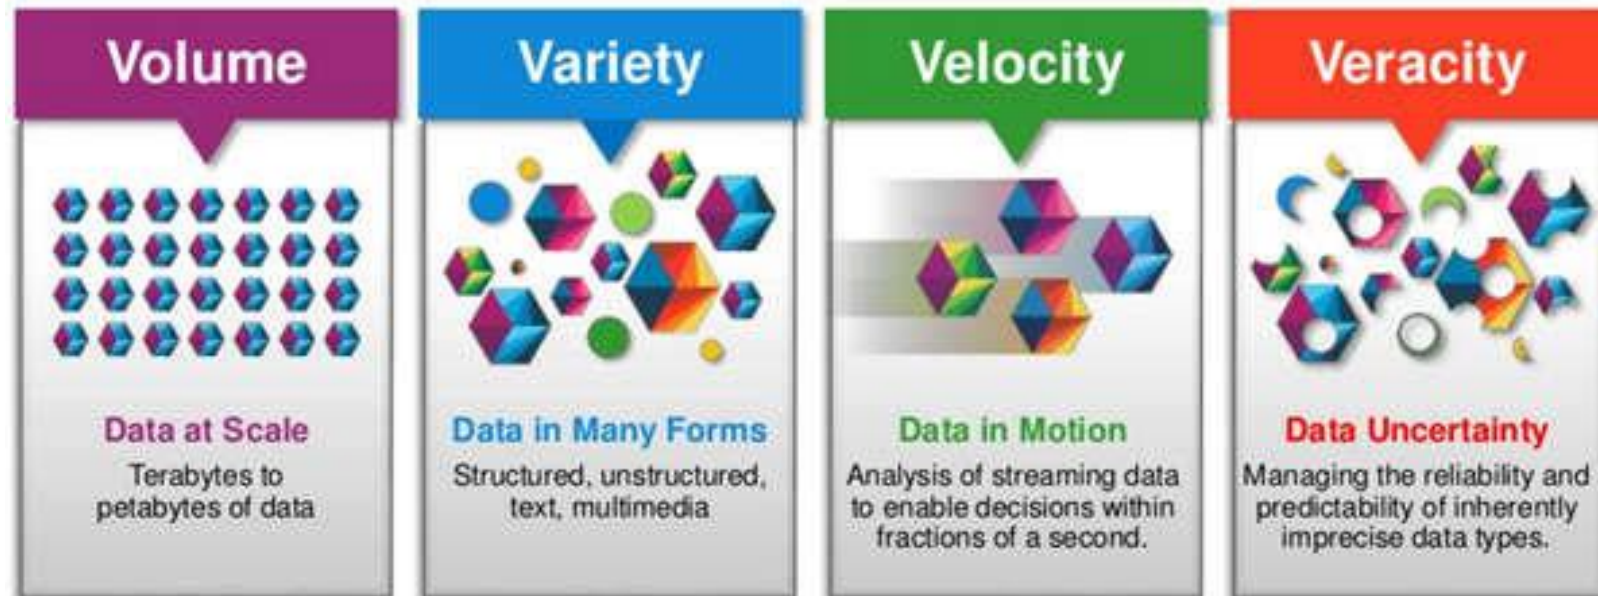 Volume
Data at Scale
Terabytes to
petabytes of data
Variety
Data in Many Forms
Structured, unstructured,
text, multimedia
Velocity
Data in Motion
Analysis of streaming data
to enable decisions within
fractions of a second.
Veracity
Data Uncertainty
Managing the reliability and
predictability of inherently
imprecise data types.